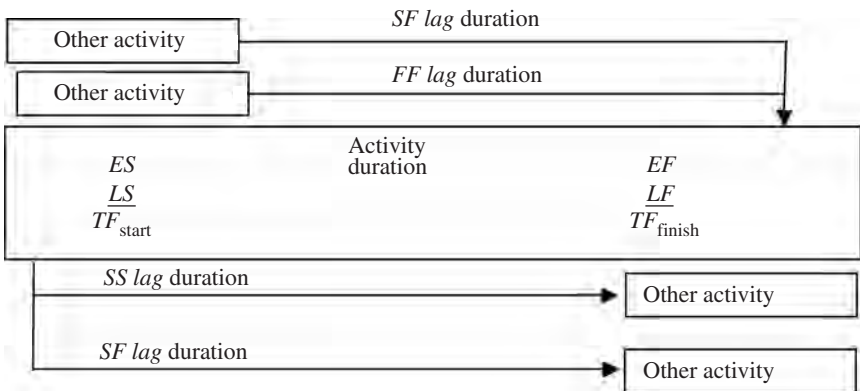 SF lag duration
Other activity
FF lag duration
Other activity
Activity
duration
ES
EF
LS
LF
TFstart
TFfinish
SS lag duration
Other activity
SF lag duration
Other activity